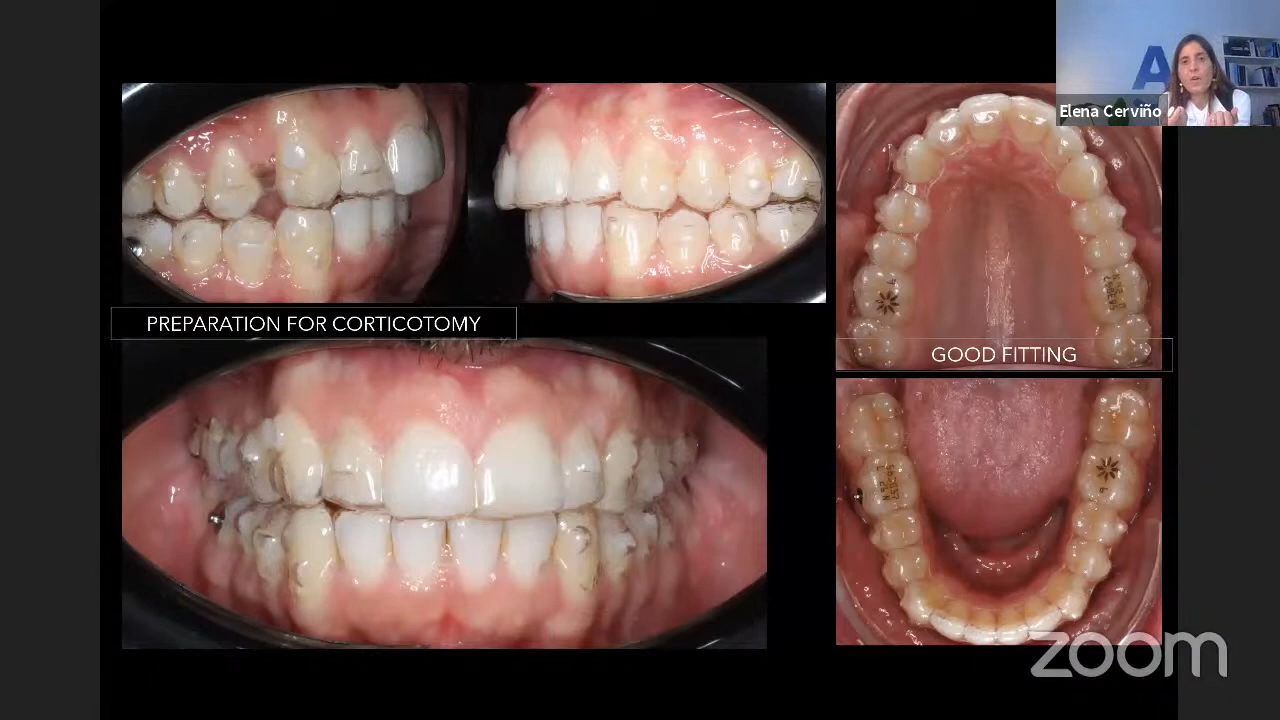 A
Elena Cerviño
PREPARATION FOR CORTICOTOMY
GOOD FITTING
zoom